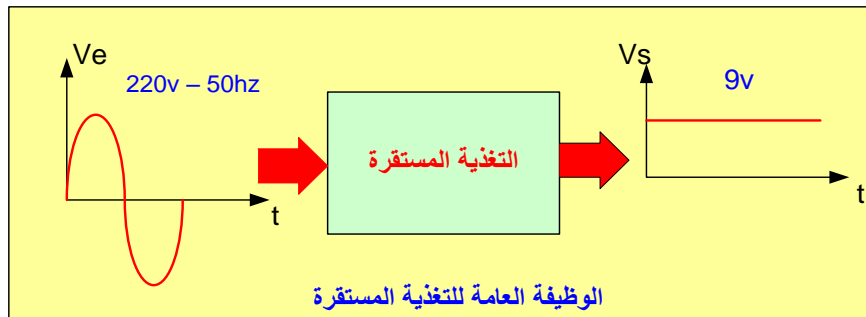 Ve
220v – 50hz
t
التغذية المستقرة
Vs
9v
t
الوظيفة العامة للتغذية المستقرة